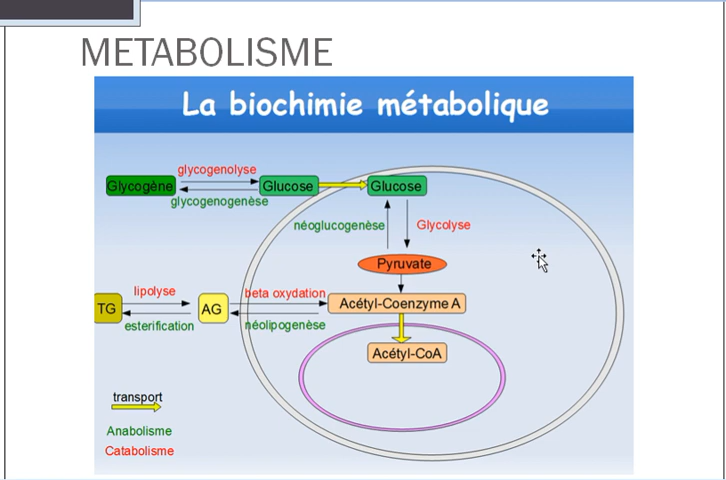 METABOLISME
La biochimie métabolique
glycogenolyse
Glycogène
Glucose
Glucose
glycogenogenèse
néoglucogenèse
Glycolyse
Pyruvate
lipolyse
beta oxydation
TG
AG
Acétyl-Coenzyme A
esterification
néolipogenèse
Acétyl-CoA
transport
Anabolisme
Catabolisme